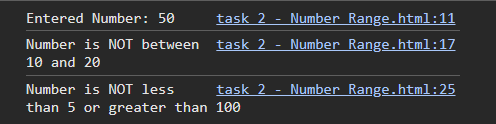 Entered Number: 50 task 2 - Number Range.html:11
Number is NOT between task 2 - Number Range.html:17
10 and 20
Number is NOT less task 2 - Number Range.html:25
than 5 or greater than 100